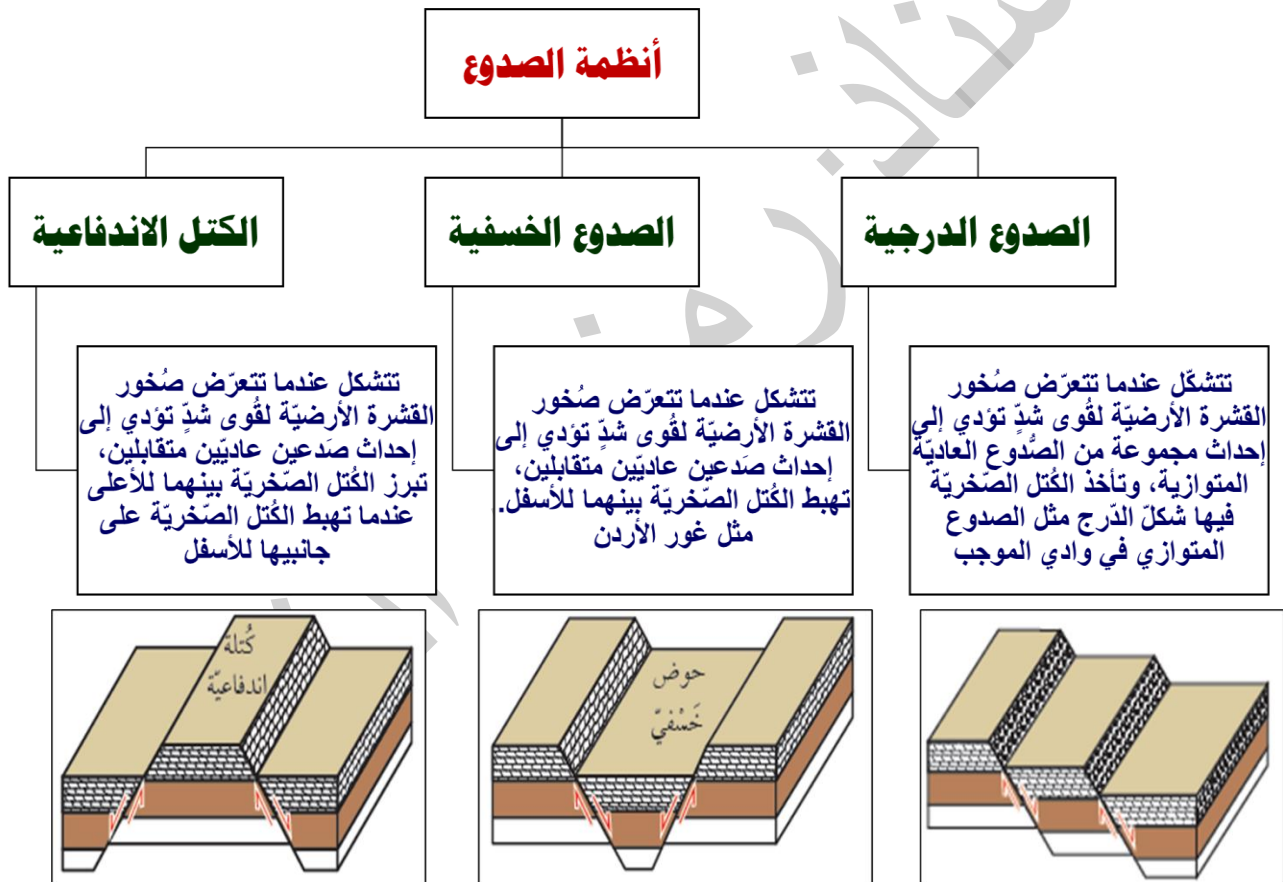 أنظمة الصدوع
الصدوع الدرجية
الصدوع الخسفية
الكتل الاندفاعية
تتشكّل عندما تتعرّض صُخور
القشرة الأرضيّة لقُوى شدٍّ تؤدي إلى
إحداث مجموعة من الصُّدوع العاديّة
المتوازية، وتأخذ الكُتل الصّخريّة
فيها شكلَ الدّرج مثل الصدوع
المتوازي في وادي الموجب
تتشكل عندما تتعرّض صُخور
القشرة الأرضيّة لقُوى شدٍّ تؤدي إلى
إحداث صَدعين عاديّين متقابلين،
تهبط الكُتل الصّخريّة بينهما للأسفل.
مثل غور الأردن
تتشكل عندما تتعرّض صُخور
القشرة الأرضيّة لقُوى شدٍّ تؤدي إلى
إحداث صَدعين عاديّين متقابلين،
تبرز الكُتل الصّخريّة بينهما للأعلى
عندما تهبط الكُتل الصّخريّة على
جانبيها للأسفل
حوض
خَسْفيّ
كُتلة
اندفاعيّة